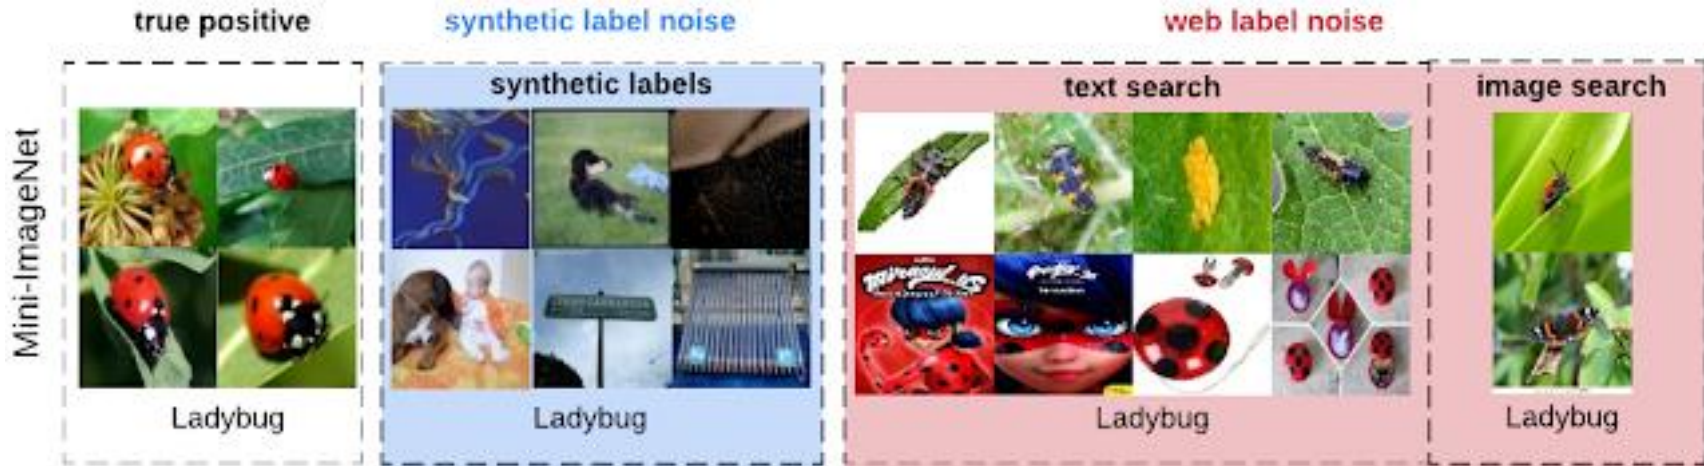 true positive
synthetic label noise
web label noise
synthetic labels
text search
image search
Mini-ImageNet
Ladybug
Ladybug
Ladybug
Ladybug